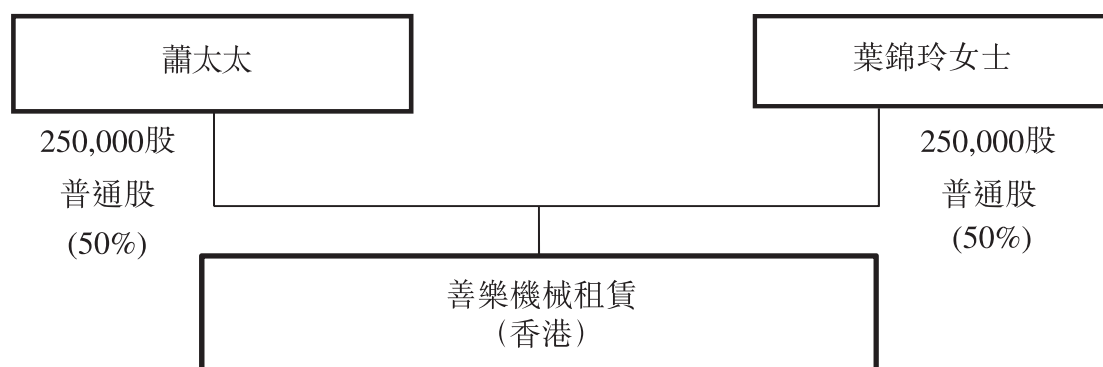 蕭太太
葉錦玲女士
250,000股
普通股
(50%)
250,000股
普通股
(50%)
善樂機械租賃
（香港）